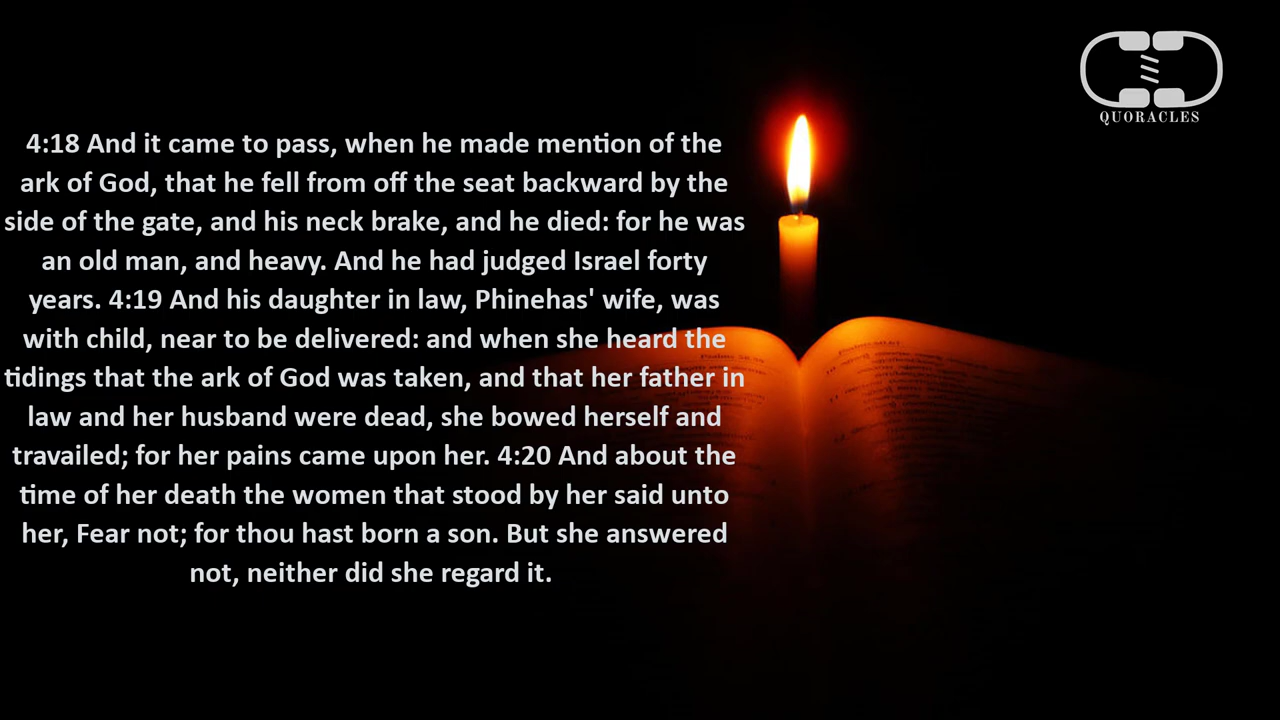 QUORACLES
4:18 And it came to pass, when he made mention of the
ark of God, that he fell from off the seat backward by the
side of the gate, and his neck brake, and he died: for he was
an old man, and heavy. And he had judged Israel forty
years. 4:19 And his daughter in law, Phinehas' wife, was
with child, near to be delivered: and when she heard the
tidings that the ark of God was taken, and that her father in
law and her husband were dead, she bowed herself and
travailed; for her pains came upon her. 4:20 And about the
time of her death the women that stood by her said unto
her, Fear not; for thou hast born a son. But she answered
not, neither did she regard it.